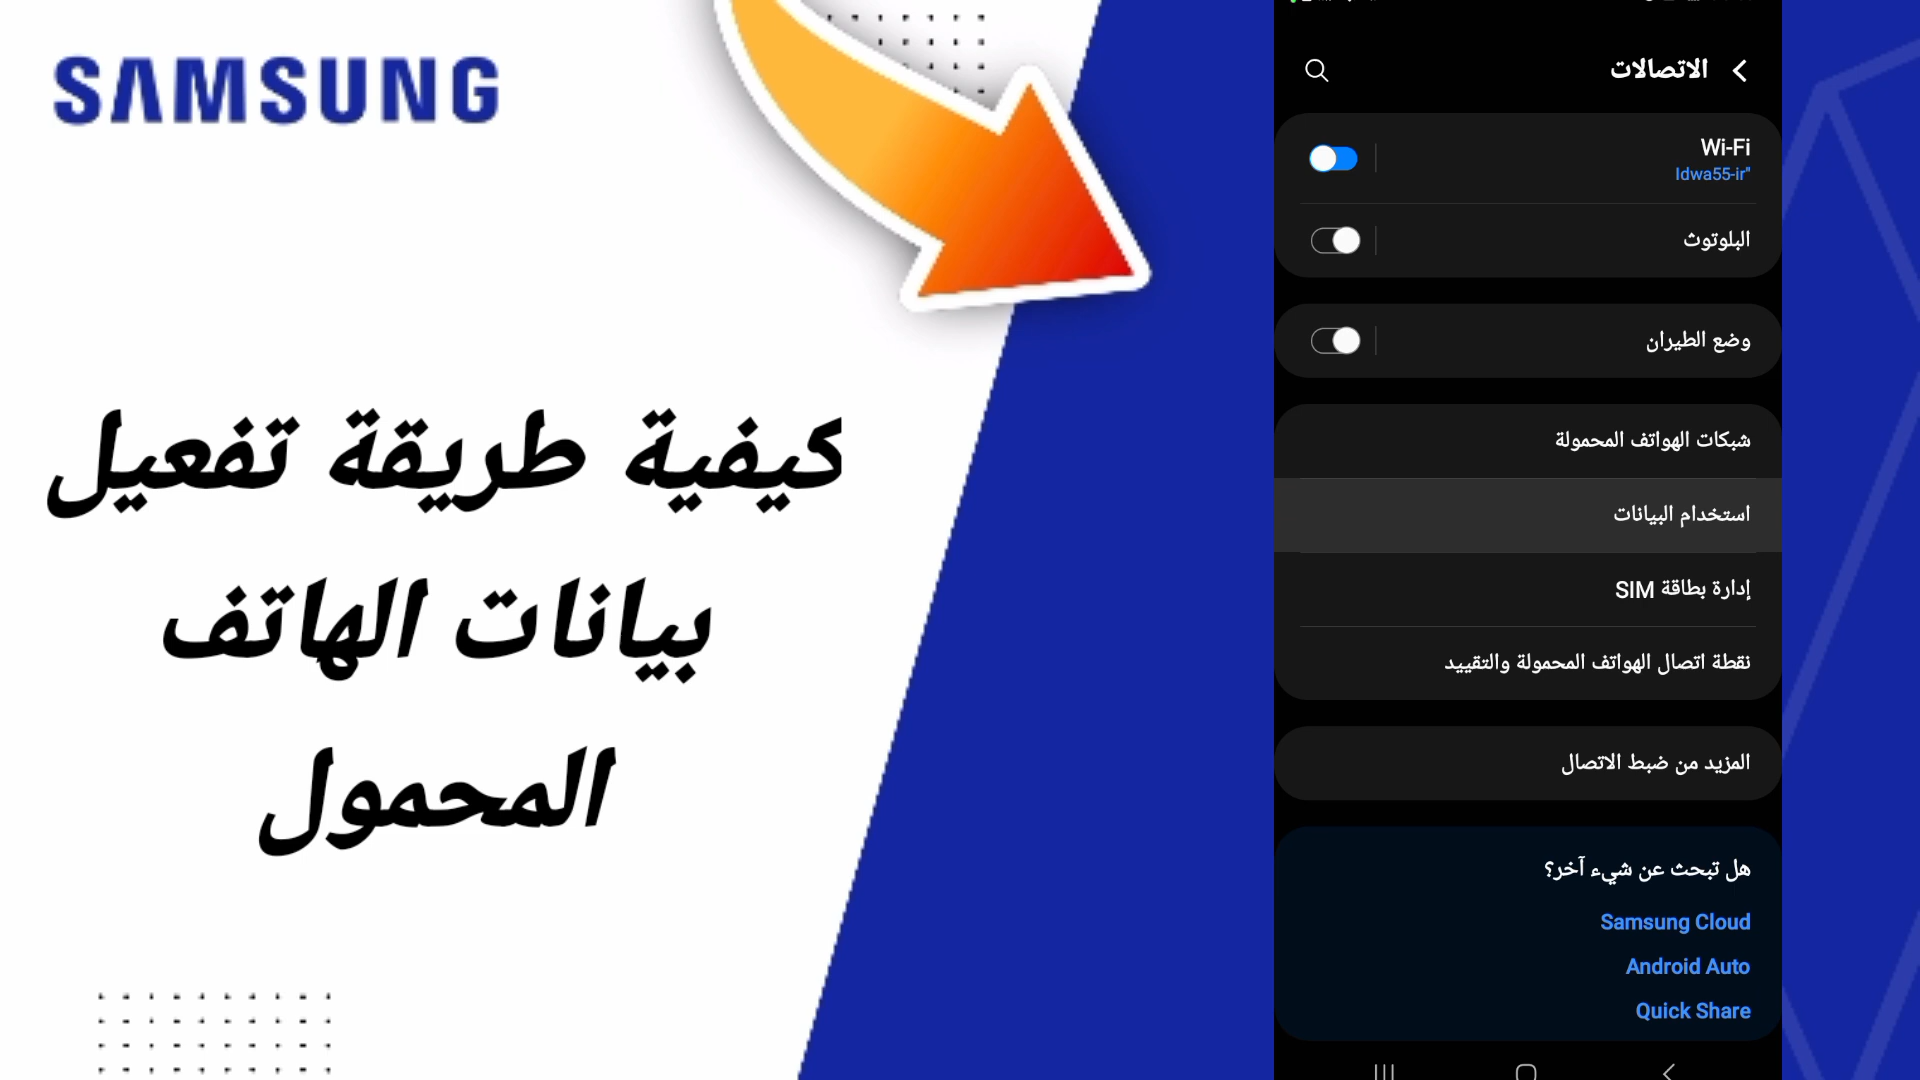 SAMSUNG
كيفية طريقة تفعيل
بيانات الهاتف
المحمول
الاتصالات
Wi-Fi
Idwa55-ir"
البلوتوث
وضع الطيران
شبكات الهواتف المحمولة
استخدام البيانات
إدارة بطاقة SIM
نقطة اتصال الهواتف المحمولة والتقييد
المزيد من ضبط الاتصال
هل تبحث عن شيء آخر؟
Samsung Cloud
Android Auto
Quick Share